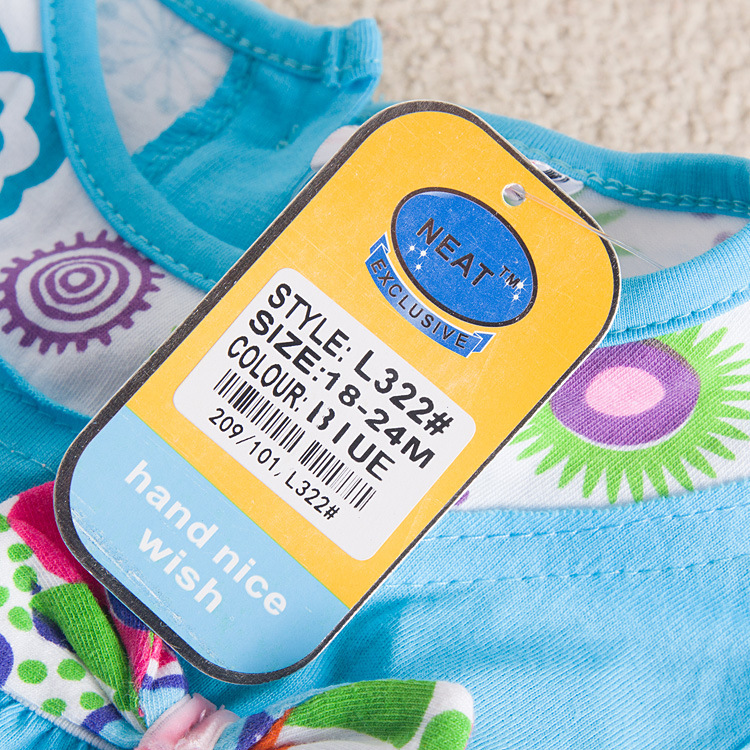 NEAT™
EXCLUSIVE
STYLE: L322#
SIZE:18-24M
COLOUR: BIUE
209/101, L322#
hand nice
wish